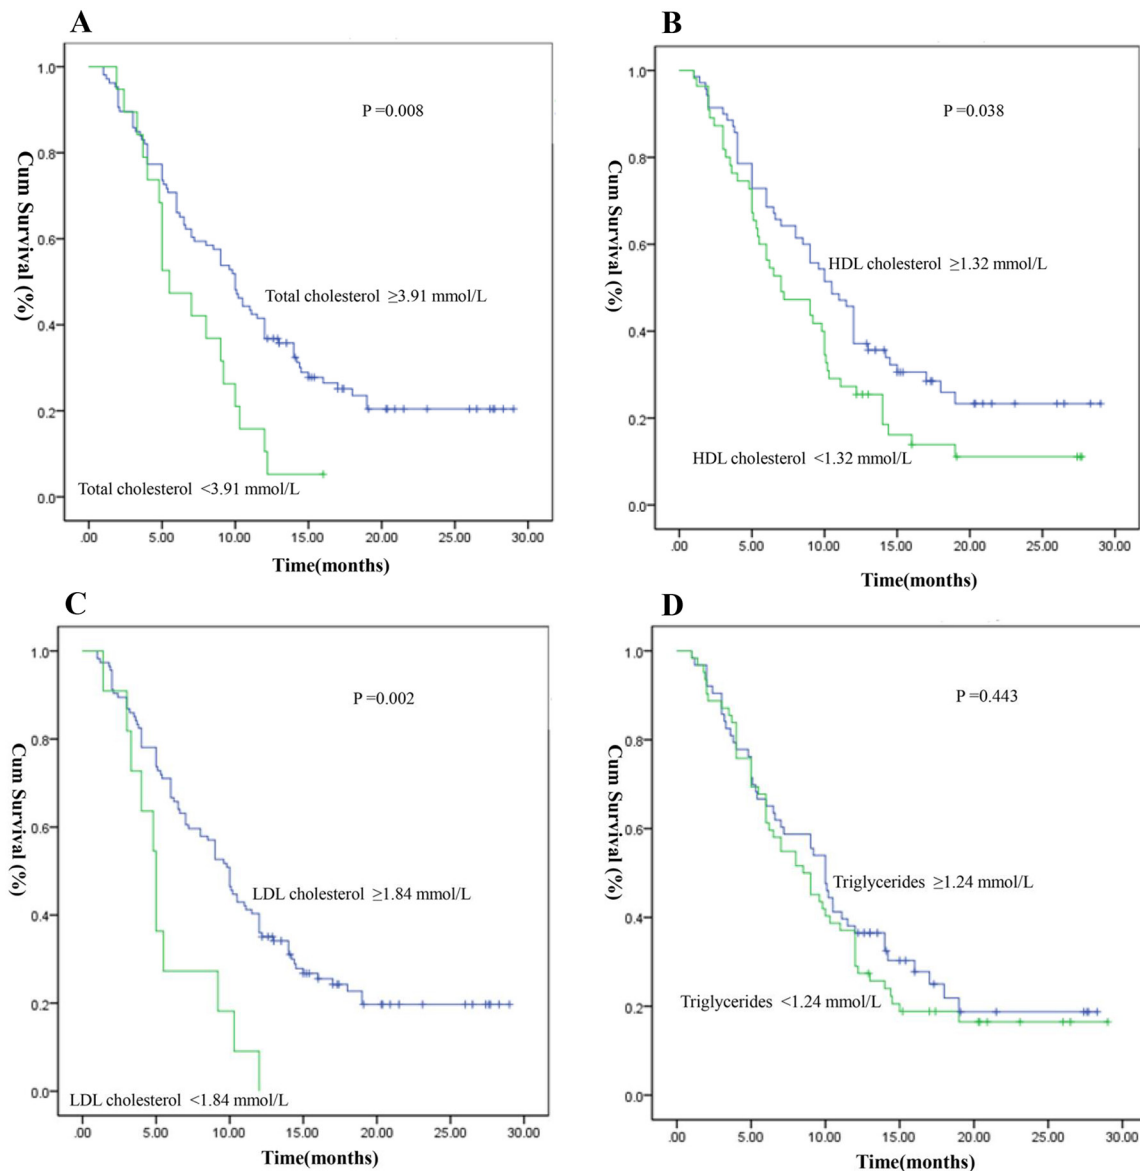 A
P =0.008
1.0
0.8
0.6
0.4
0.2
0.0
Cum Survival (%)
Total cholesterol ≥3.91 mmol/L
Total cholesterol <3.91 mmol/L
.00 5.00 10.00 15.00 20.00 25.00 30.00
Time(months)
B
P =0.038
1.0
0.8
0.6
0.4
0.2
0.0
Cum Survival (%)
HDL cholesterol ≥1.32 mmol/L
HDL cholesterol <1.32 mmol/L
.00 5.00 10.00 15.00 20.00 25.00 30.00
Time(months)
C
P =0.002
1.0
0.8
0.6
0.4
0.2
0.0
Cum Survival (%)
LDL cholesterol ≥1.84 mmol/L
LDL cholesterol <1.84 mmol/L
.00 5.00 10.00 15.00 20.00 25.00 30.00
Time(months)
D
P =0.443
1.0
0.8
0.6
0.4
0.2
0.0
Cum Survival (%)
Triglycerides ≥1.24 mmol/L
Triglycerides <1.24 mmol/L
.00 5.00 10.00 15.00 20.00 25.00 30.00
Time(months)